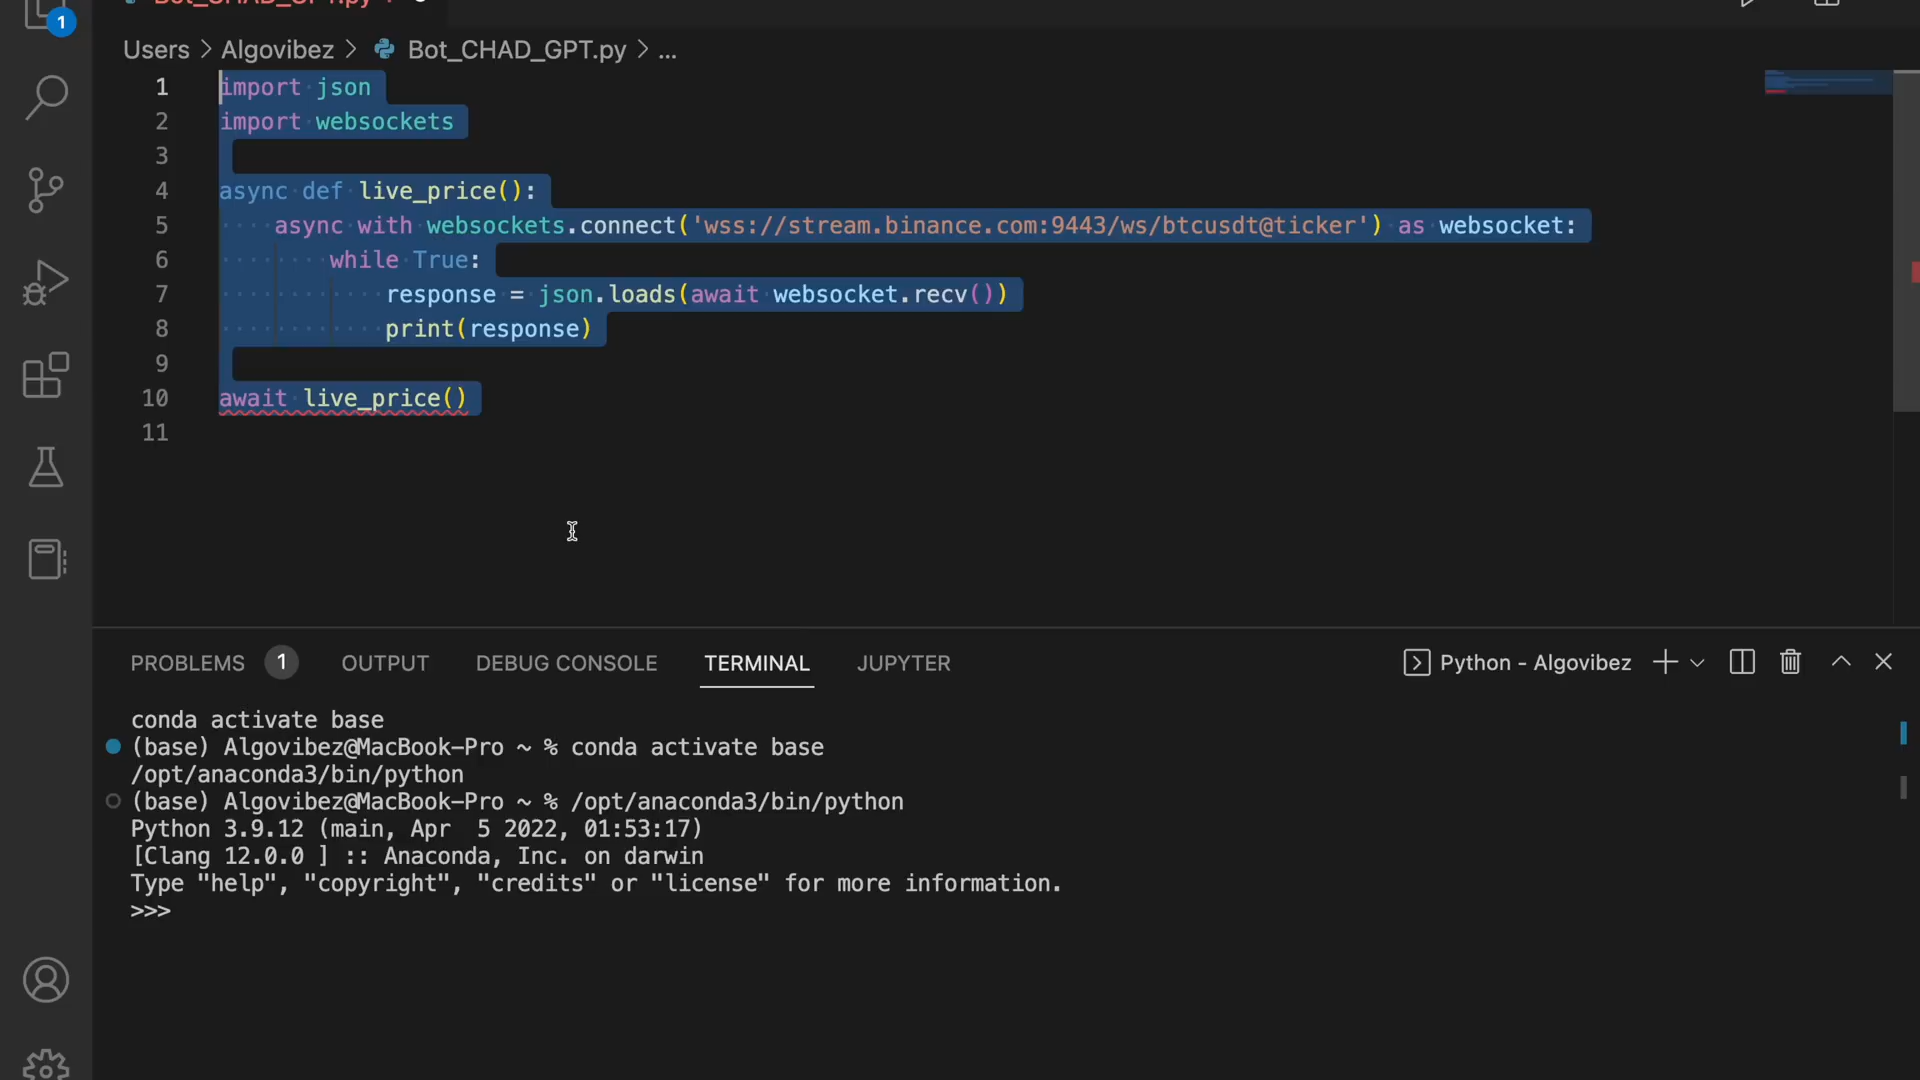 Bot_CHAD_GPT.py
1
Users > Algovibez > Bot_CHAD_GPT.py > ...
1 import json
2 import websockets
3
4 async def live_price():
5 async with websockets.connect('wss://stream.binance.com:9443/ws/btcusdt@ticker') as websocket:
6 while True:
7 response = json.loads(await websocket.recv())
8 print(response)
9
10 await live_price()
11
PROBLEMS 1 OUTPUT DEBUG CONSOLE TERMINAL JUPYTER Python - Algovibez
conda activate base
(base) Algovibez@MacBook-Pro ~ % conda activate base
/opt/anaconda3/bin/python
(base) Algovibez@MacBook-Pro ~ % /opt/anaconda3/bin/python
Python 3.9.12 (main, Apr  5 2022, 01:53:17)
[Clang 12.0.0 ] :: Anaconda, Inc. on darwin
Type "help", "copyright", "credits" or "license" for more information.
>>>